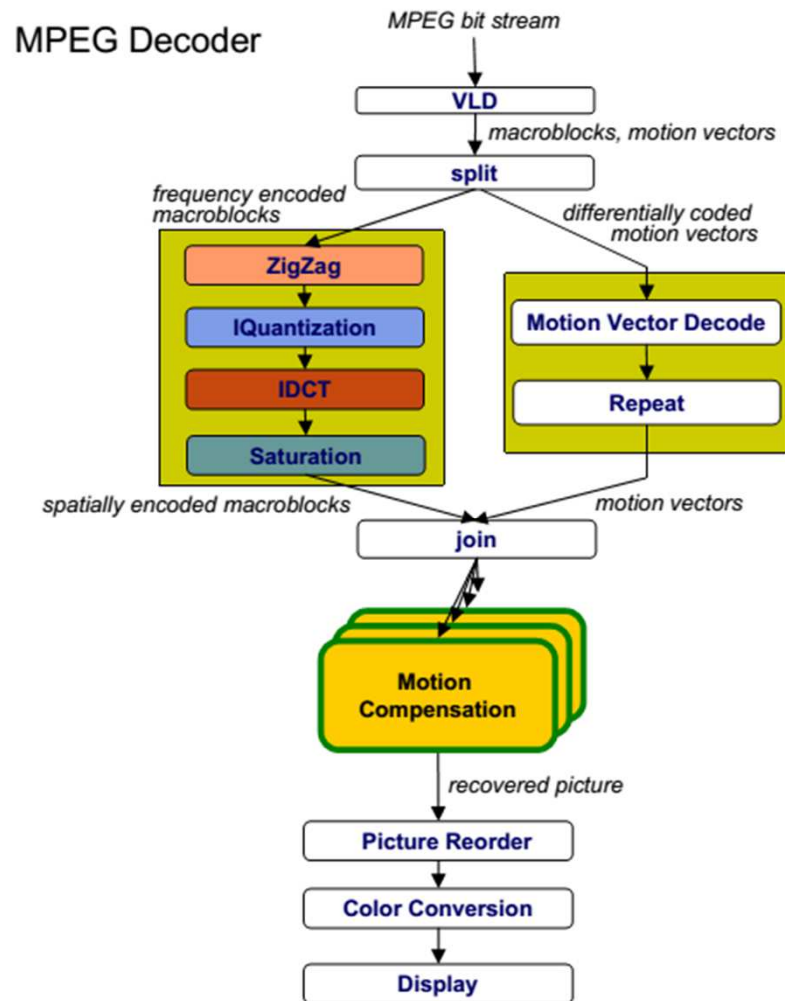 MPEG Decoder
MPEG bit stream
VLD
macroblocks, motion vectors
split
frequency encoded
macroblocks
differentially coded
motion vectors
ZigZag
IQuantization
IDCT
Saturation
Motion Vector Decode
Repeat
spatially encoded macroblocks
motion vectors
join
Motion
Compensation
recovered picture
Picture Reorder
Color Conversion
Display